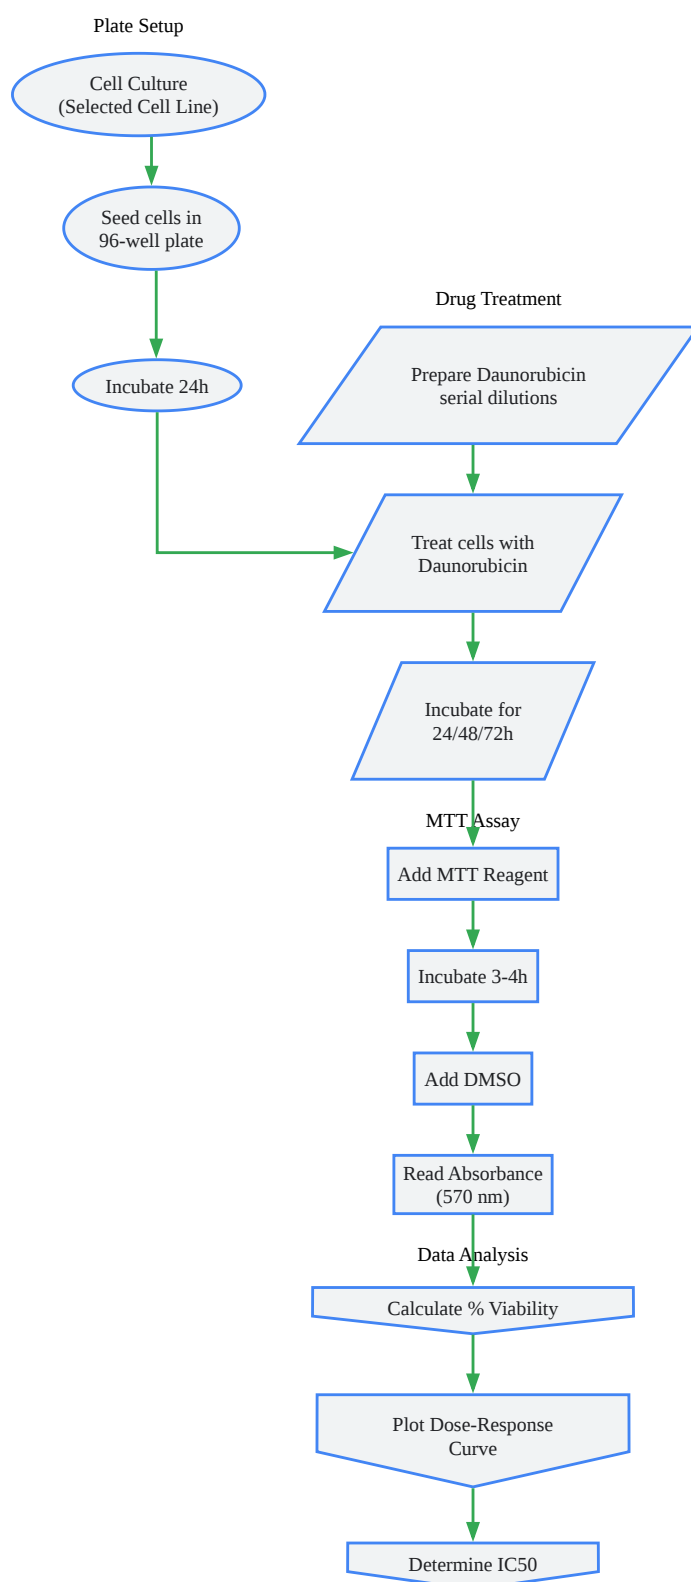 Plate Setup
Cell Culture
(Selected Cell Line)
Seed cells in
96-well plate
Incubate 24h
Drug Treatment
Prepare Daunorubicin
serial dilutions
Treat cells with
Daunorubicin
Incubate for
24/48/72h
MTT Assay
Add MTT Reagent
Incubate 3-4h
Add DMSO
Read Absorbance
(570 nm)
Data Analysis
Calculate % Viability
Plot Dose-Response
Curve
Determine IC50